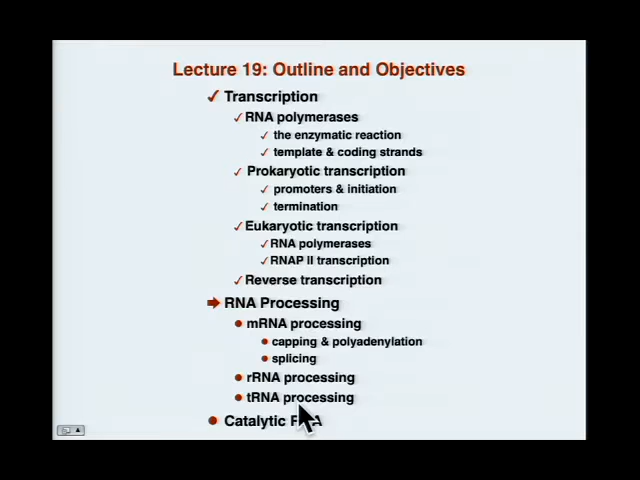 Lecture 19: Outline and Objectives
✓ Transcription
✓ RNA polymerases
✓ the enzymatic reaction
✓ template & coding strands
✓ Prokaryotic transcription
✓ promoters & initiation
✓ termination
✓ Eukaryotic transcription
✓ RNA polymerases
✓ RNAP II transcription
✓ Reverse transcription
RNA Processing
• mRNA processing
• capping & polyadenylation
• splicing
• rRNA processing
• tRNA processing
• Catalytic